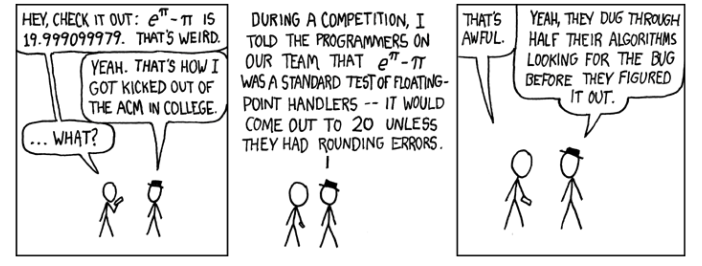 HEY, CHECK IT OUT: e^π-π IS
19.999099979. THAT'S WEIRD.
YEAH. THAT'S HOW I
GOT KICKED OUT OF
THE ACM IN COLLEGE.
... WHAT?
DURING A COMPETITION, I
TOLD THE PROGRAMMERS ON
OUR TEAM THAT e^π-π
WAS A STANDARD TEST OF FLOATING-
POINT HANDLERS -- IT WOULD
COME OUT TO 20 UNLESS
THEY HAD ROUNDING ERRORS.
THAT'S
AWFUL.
YEAH, THEY DUG THROUGH
HALF THEIR ALGORITHMS
LOOKING FOR THE BUG
BEFORE THEY FIGURED
IT OUT.